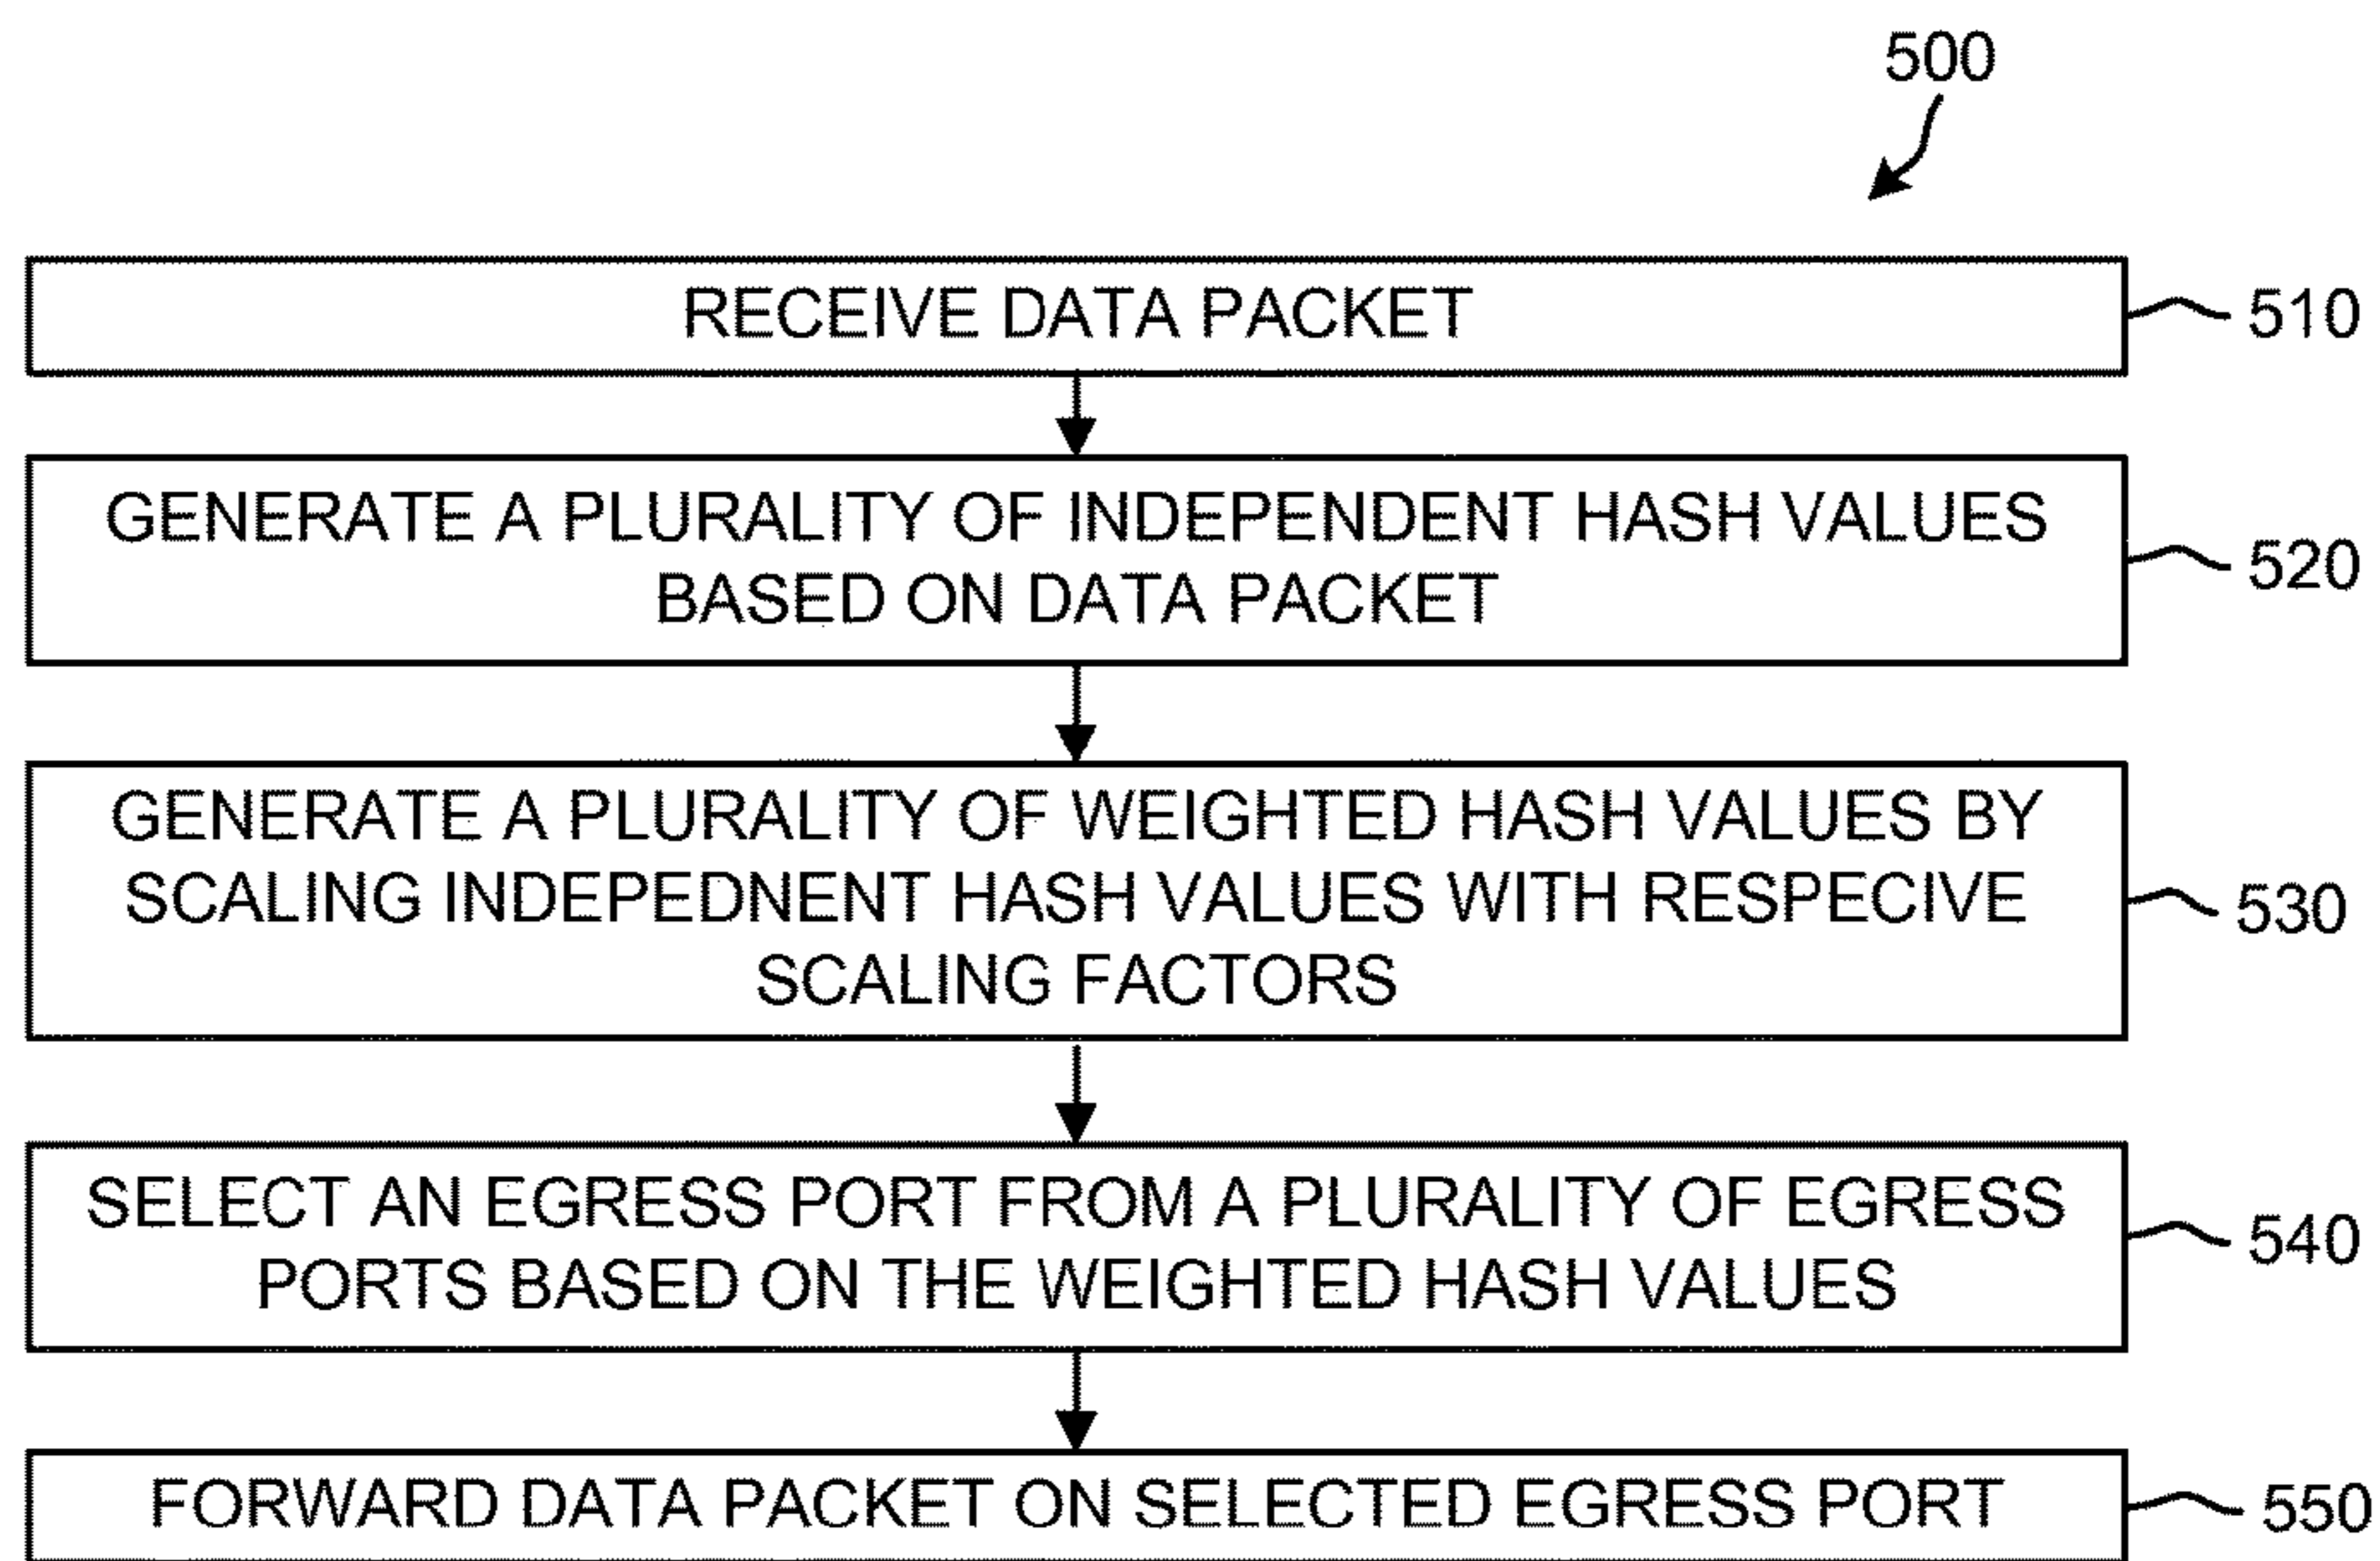 500
RECEIVE DATA PACKET
510
GENERATE A PLURALITY OF INDEPENDENT HASH VALUES
BASED ON DATA PACKET
520
GENERATE A PLURALITY OF WEIGHTED HASH VALUES BY
SCALING INDEPEDNENT HASH VALUES WITH RESPECIVE
SCALING FACTORS
530
SELECT AN EGRESS PORT FROM A PLURALITY OF EGRESS
PORTS BASED ON THE WEIGHTED HASH VALUES
540
FORWARD DATA PACKET ON SELECTED EGRESS PORT
550